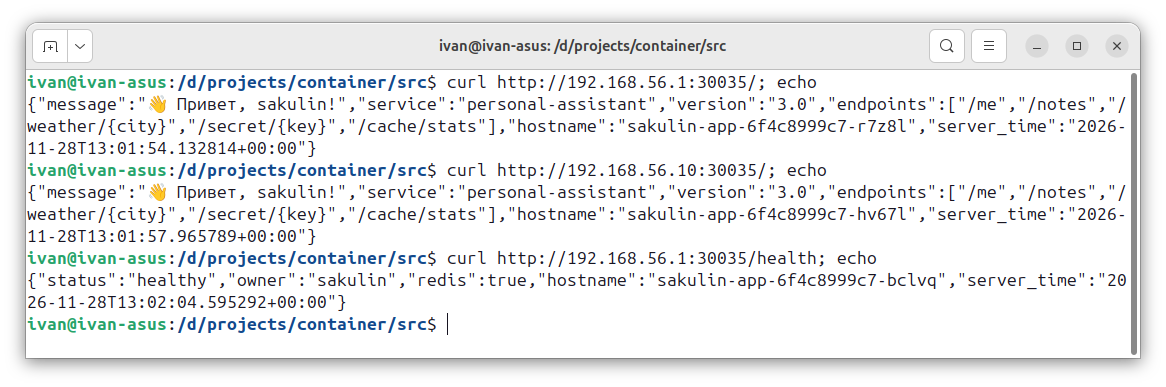 ivan@ivan-asus: /d/projects/container/src
ivan@ivan-asus:/d/projects/container/src$ curl http://192.168.56.1:30035/; echo
{"message":"👋 Привет, sakulin!","service":"personal-assistant","version":"3.0","endpoints":["/me","/notes","/
weather/{city}","/secret/{key}","/cache/stats"],"hostname":"sakulin-app-6f4c8999c7-r7z8l","server_time":"2026-
11-28T13:01:54.132814+00:00"}
ivan@ivan-asus:/d/projects/container/src$ curl http://192.168.56.10:30035/; echo
{"message":"👋 Привет, sakulin!","service":"personal-assistant","version":"3.0","endpoints":["/me","/notes","/
weather/{city}","/secret/{key}","/cache/stats"],"hostname":"sakulin-app-6f4c8999c7-hv67l","server_time":"2026-
11-28T13:01:57.965789+00:00"}
ivan@ivan-asus:/d/projects/container/src$ curl http://192.168.56.1:30035/health; echo
{"status":"healthy","owner":"sakulin","redis":true,"hostname":"sakulin-app-6f4c8999c7-bclvq","server_time":"20
26-11-28T13:02:04.595292+00:00"}
ivan@ivan-asus:/d/projects/container/src$